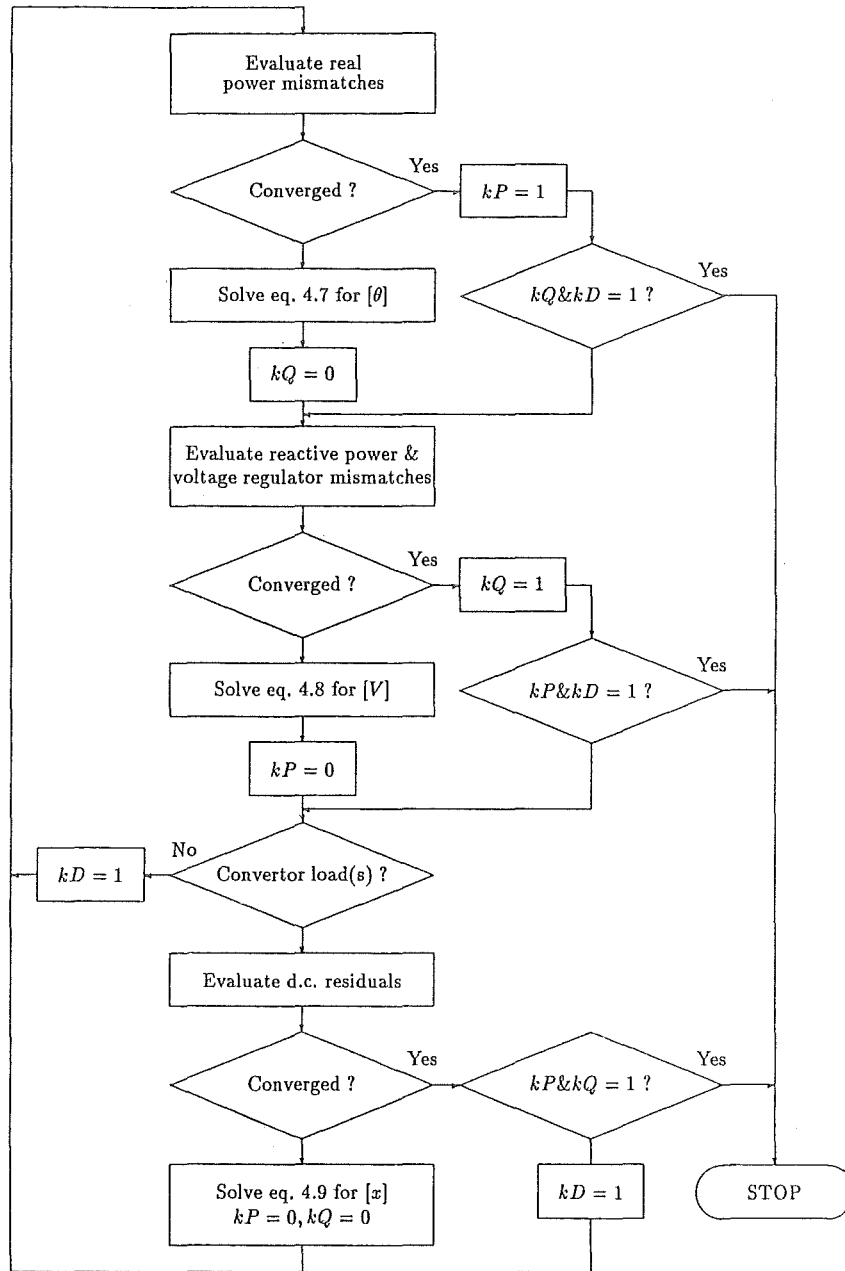 Evaluate real
power mismatches
Converged ?
Yes
kP = 1
kQ&kD = 1 ?
Yes
Solve eq. 4.7 for [θ]
kQ = 0
Evaluate reactive power &
voltage regulator mismatches
Converged ?
Yes
kQ = 1
kP&kD = 1 ?
Yes
Solve eq. 4.8 for [V]
kP = 0
Convertor load(s) ?
No
kD = 1
Evaluate d.c. residuals
Converged ?
Yes
kP&kQ = 1 ?
Yes
Solve eq. 4.9 for [x]
kP = 0, kQ = 0
kD = 1
STOP